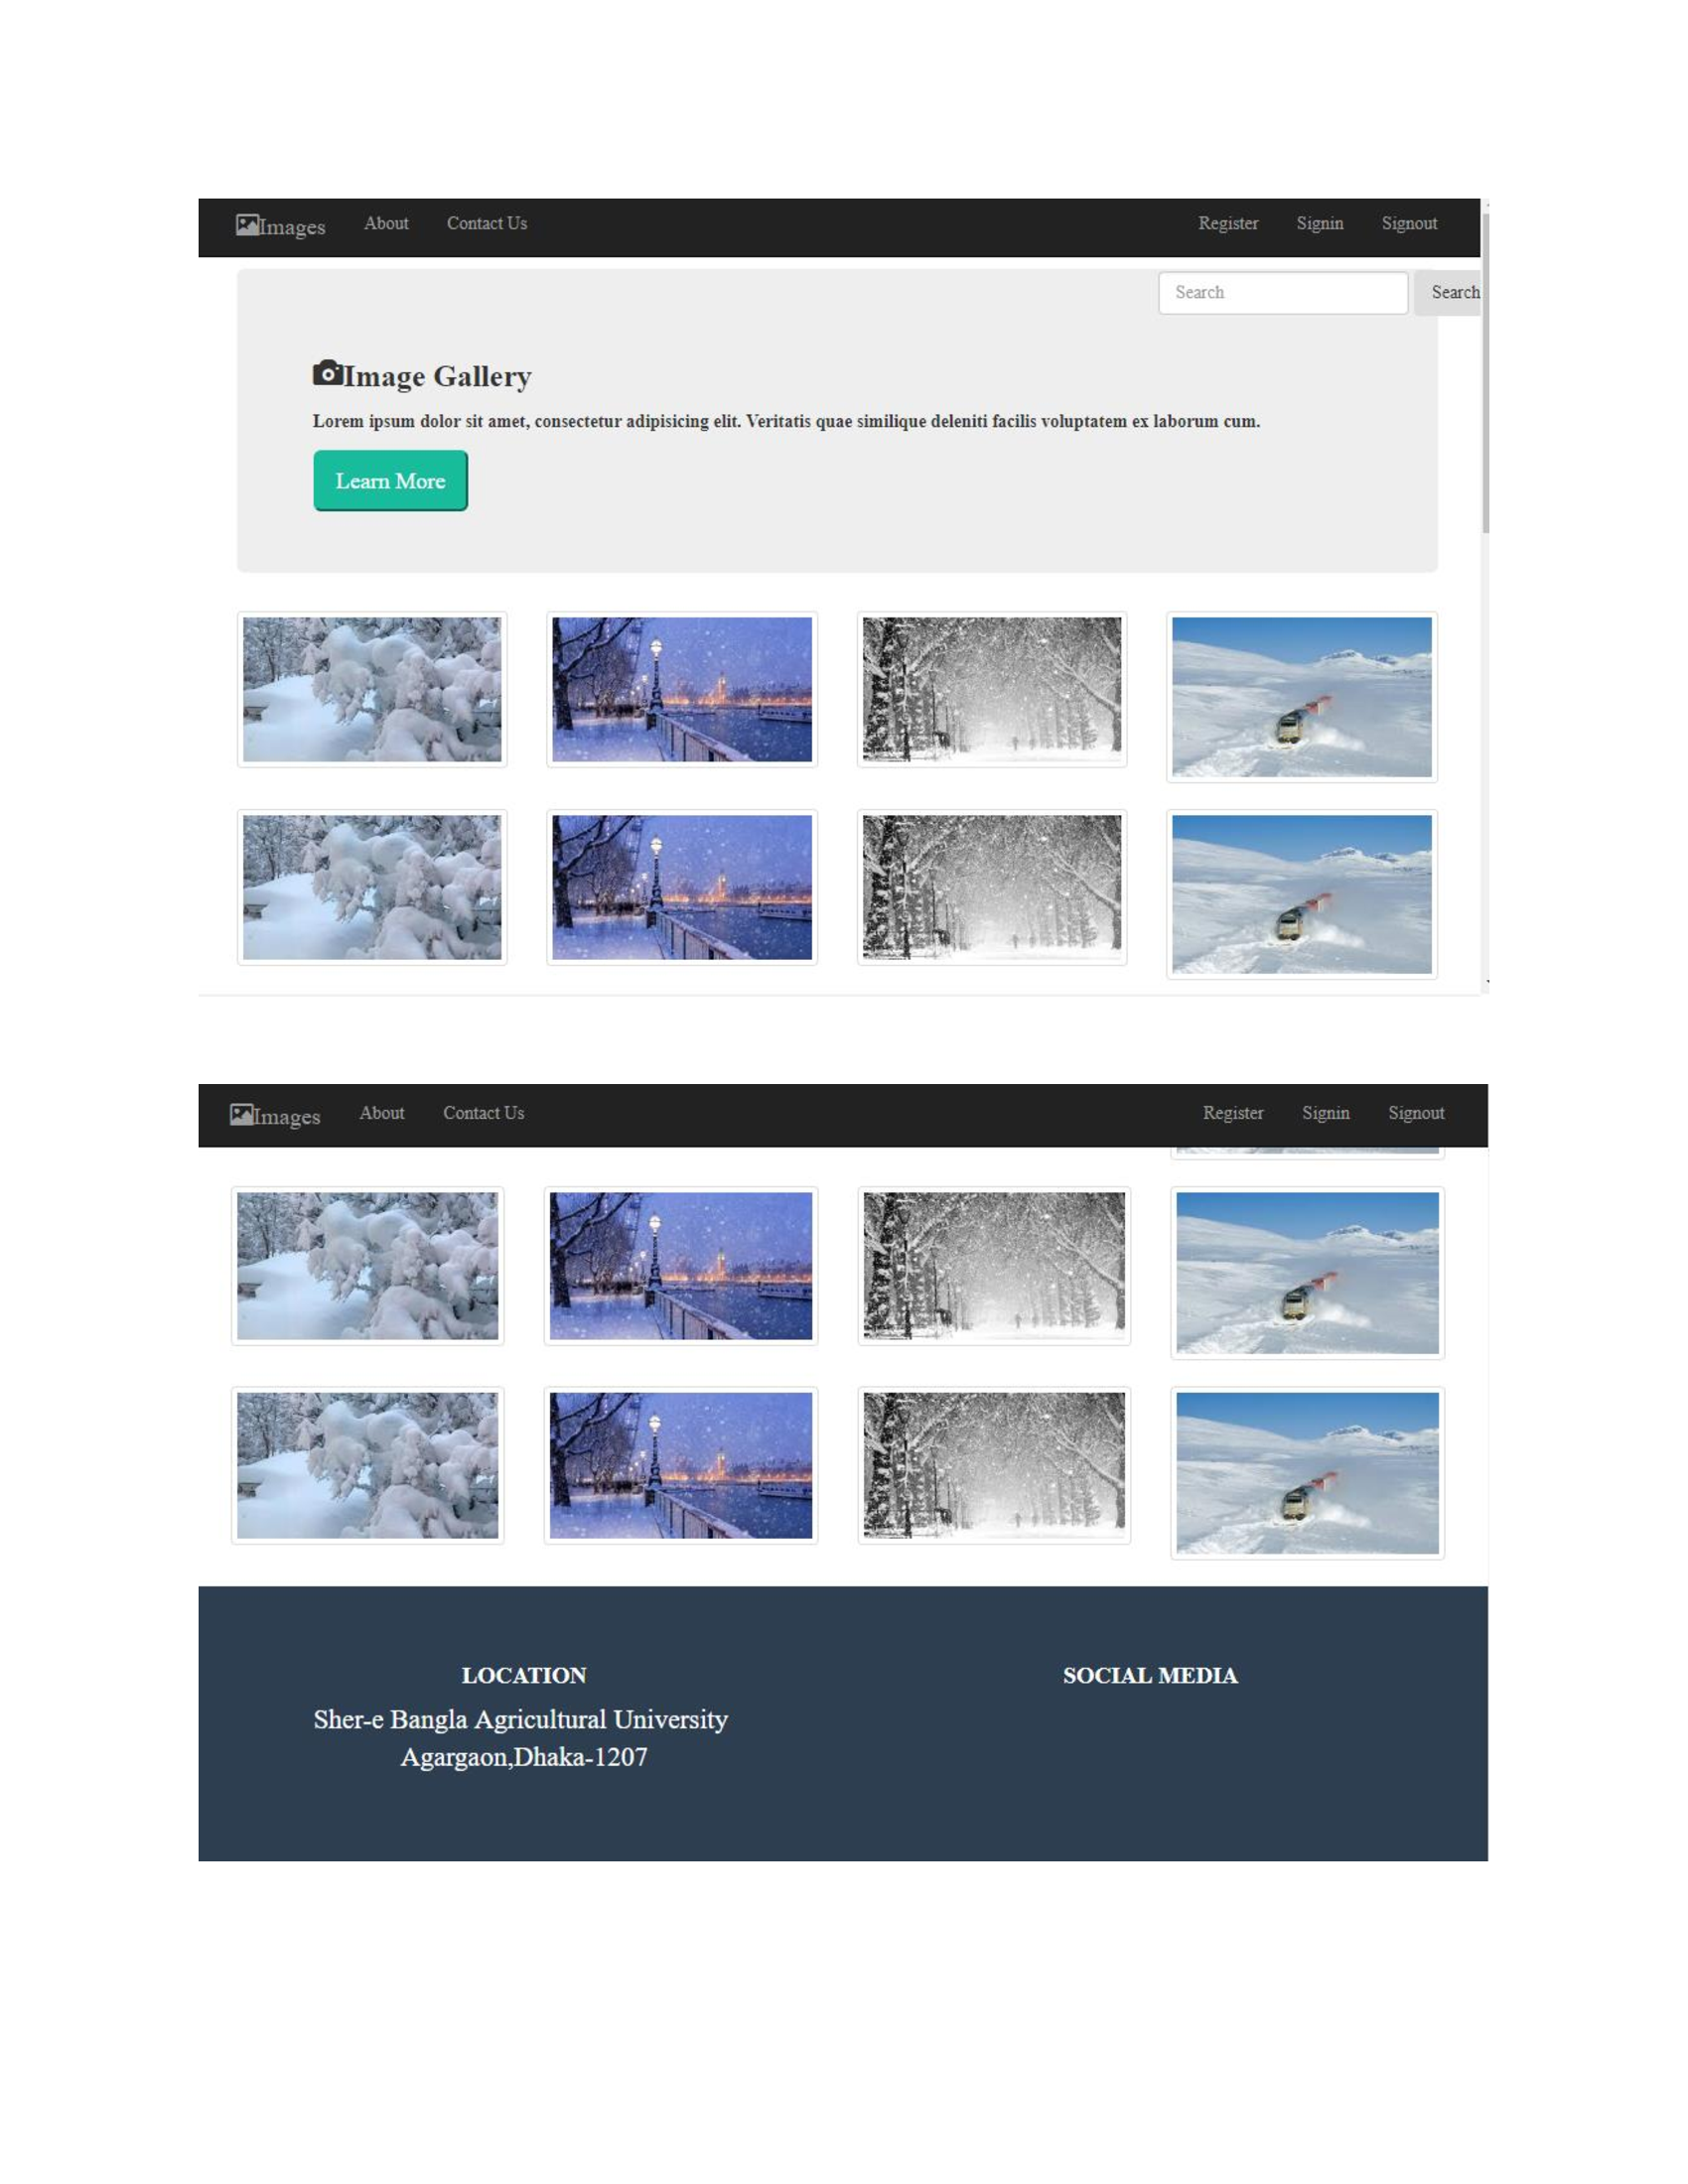 Images About Contact Us Register Signin Signout
Search Search
Image Gallery
Lorem ipsum dolor sit amet, consectetur adipisicing elit. Veritatis quae similique deleniti facilis voluptatem ex laborum cum.
Learn More
Images About Contact Us Register Signin Signout
LOCATION
Sher-e Bangla Agricultural University
Agargaon,Dhaka-1207
SOCIAL MEDIA